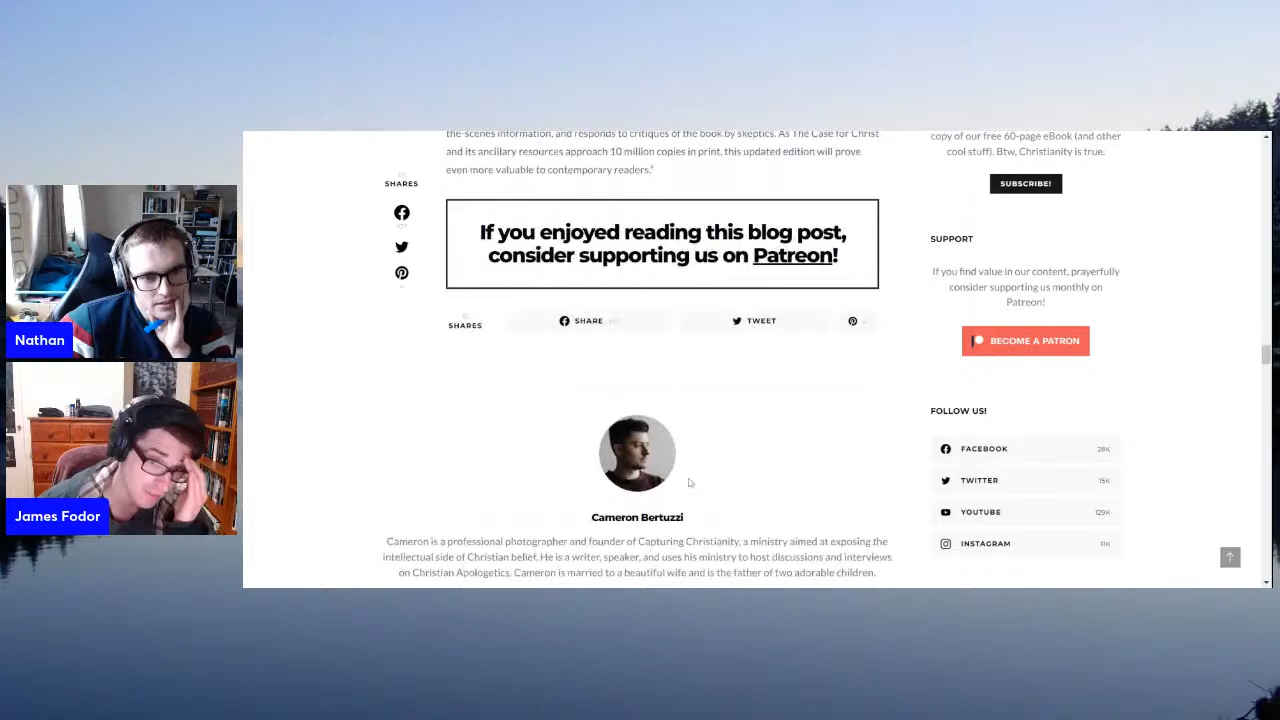 the-scenes information, and responds to critiques of the book by skeptics. As The Case for Christ
and its ancillary resources approach 10 million copies in print, this updated edition will prove
even more valuable to contemporary readers."
SHARES
If you enjoyed reading this blog post,
consider supporting us on Patreon!
SHARES
SHARE
TWEET
Cameron Bertuzzi
Cameron is a professional photographer and founder of Capturing Christianity, a ministry aimed at exposing the
intellectual side of Christian belief. He is a writer, speaker, and uses his ministry to host discussions and interviews
on Christian Apologetics. Cameron is married to a beautiful wife and is the father of two adorable children.
copy of our free 60-page eBook (and other
cool stuff). Btw, Christianity is true.
SUBSCRIBE!
SUPPORT
If you find value in our content, prayerfully
consider supporting us monthly on
Patreon!
BECOME A PATRON
FOLLOW US!
FACEBOOK 28K
TWITTER 15K
YOUTUBE 129K
INSTAGRAM 11K
Nathan
James Fodor